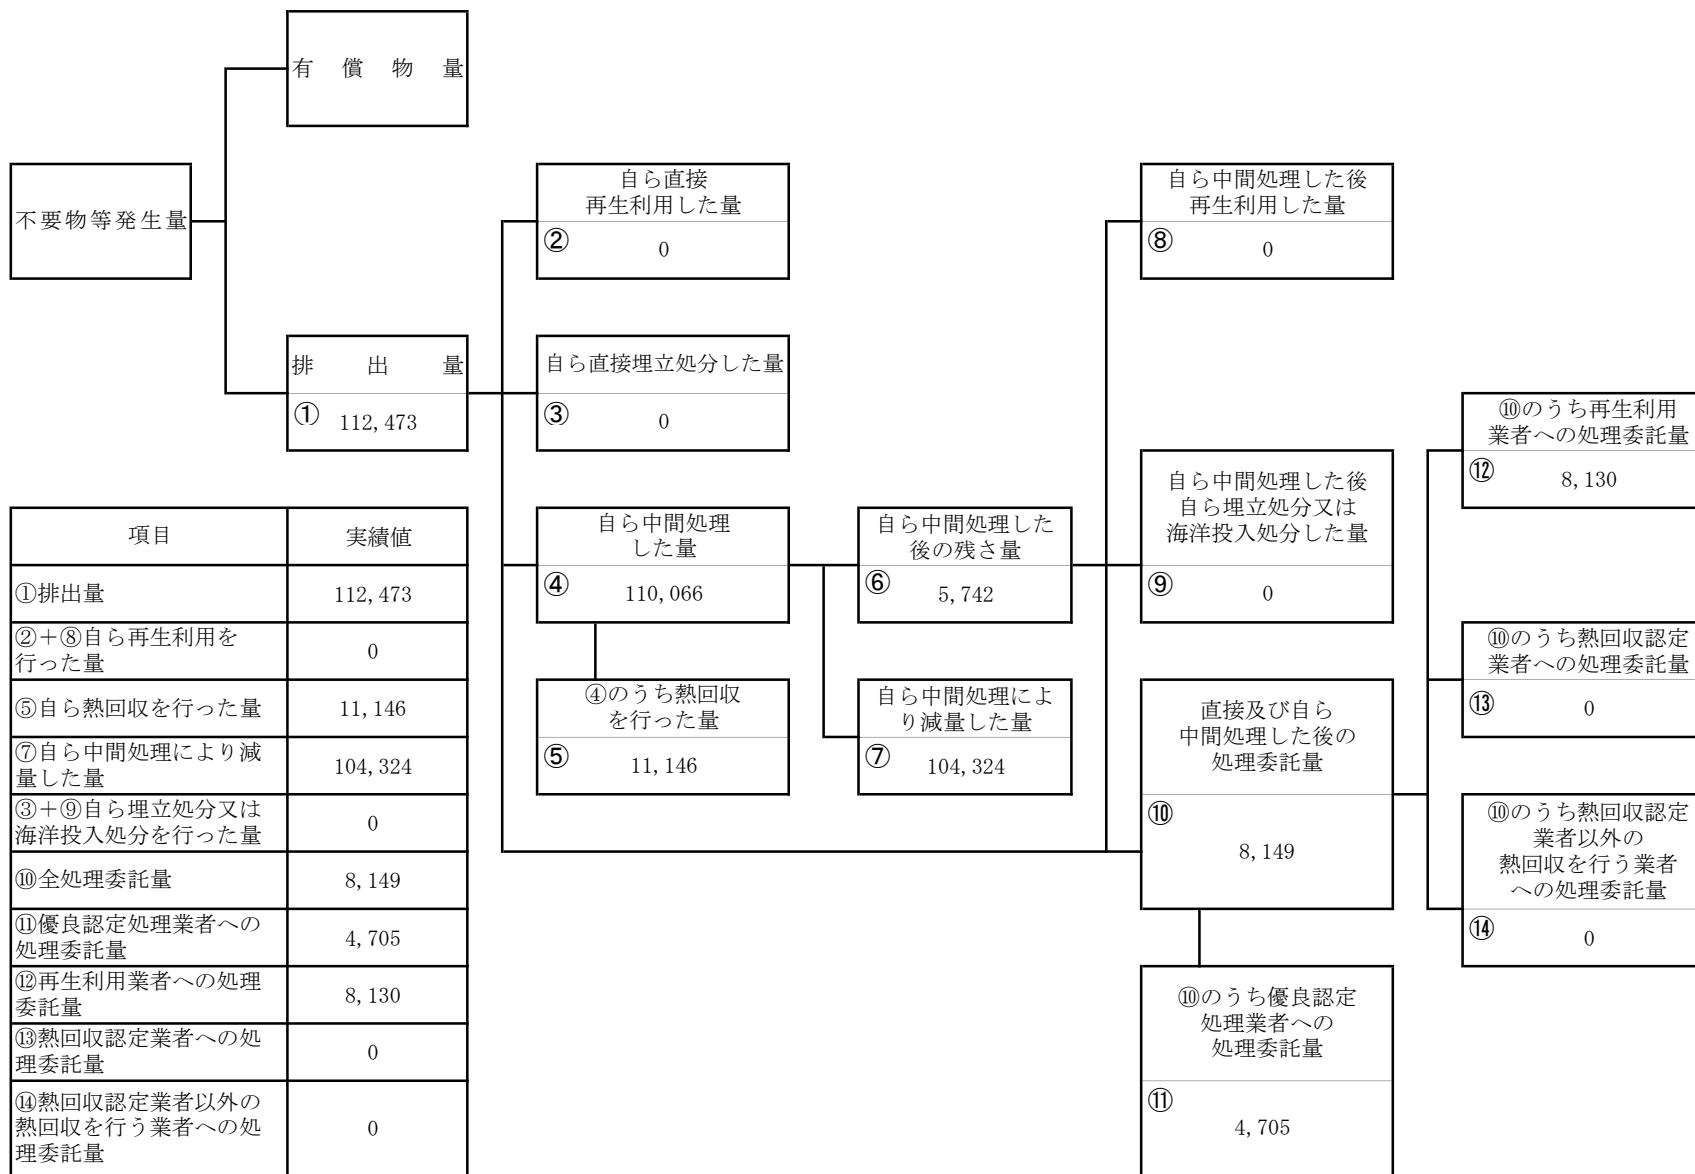 有償物量
不要物等発生量
排出量
① 112,473
自ら直接
再生利用した量
② 0
自ら直接埋立処分した量
③ 0
自ら中間処理
した量
④ 110,066
④のうち熱回収
を行った量
⑤ 11,146
自ら中間処理した
後の残さ量
⑥ 5,742
自ら中間処理によ
り減量した量
⑦ 104,324
自ら中間処理した後
再生利用した量
⑧ 0
自ら中間処理した後
自ら埋立処分又は
海洋投入処分した量
⑨ 0
直接及び自ら
中間処理した後の
処理委託量
⑩
8,149
⑩のうち優良認定
処理業者への
処理委託量
⑪
4,705
⑩のうち再生利用
業者への処理委託量
⑫ 8,130
⑩のうち熱回収認定
業者への処理委託量
⑬ 0
⑩のうち熱回収認定
業者以外の
熱回収を行う業者
への処理委託量
⑭ 0
項目 実績値
①排出量 112,473
②+⑧自ら再生利用を
行った量 0
⑤自ら熱回収を行った量 11,146
⑦自ら中間処理により減
量した量 104,324
③+⑨自ら埋立処分又は
海洋投入処分を行った量 0
⑩全処理委託量 8,149
⑪優良認定処理業者への
処理委託量 4,705
⑫再生利用業者への処理
委託量 8,130
⑬熱回収認定業者への処
理委託量 0
⑭熱回収認定業者以外の
熱回収を行う業者への処
理委託量 0